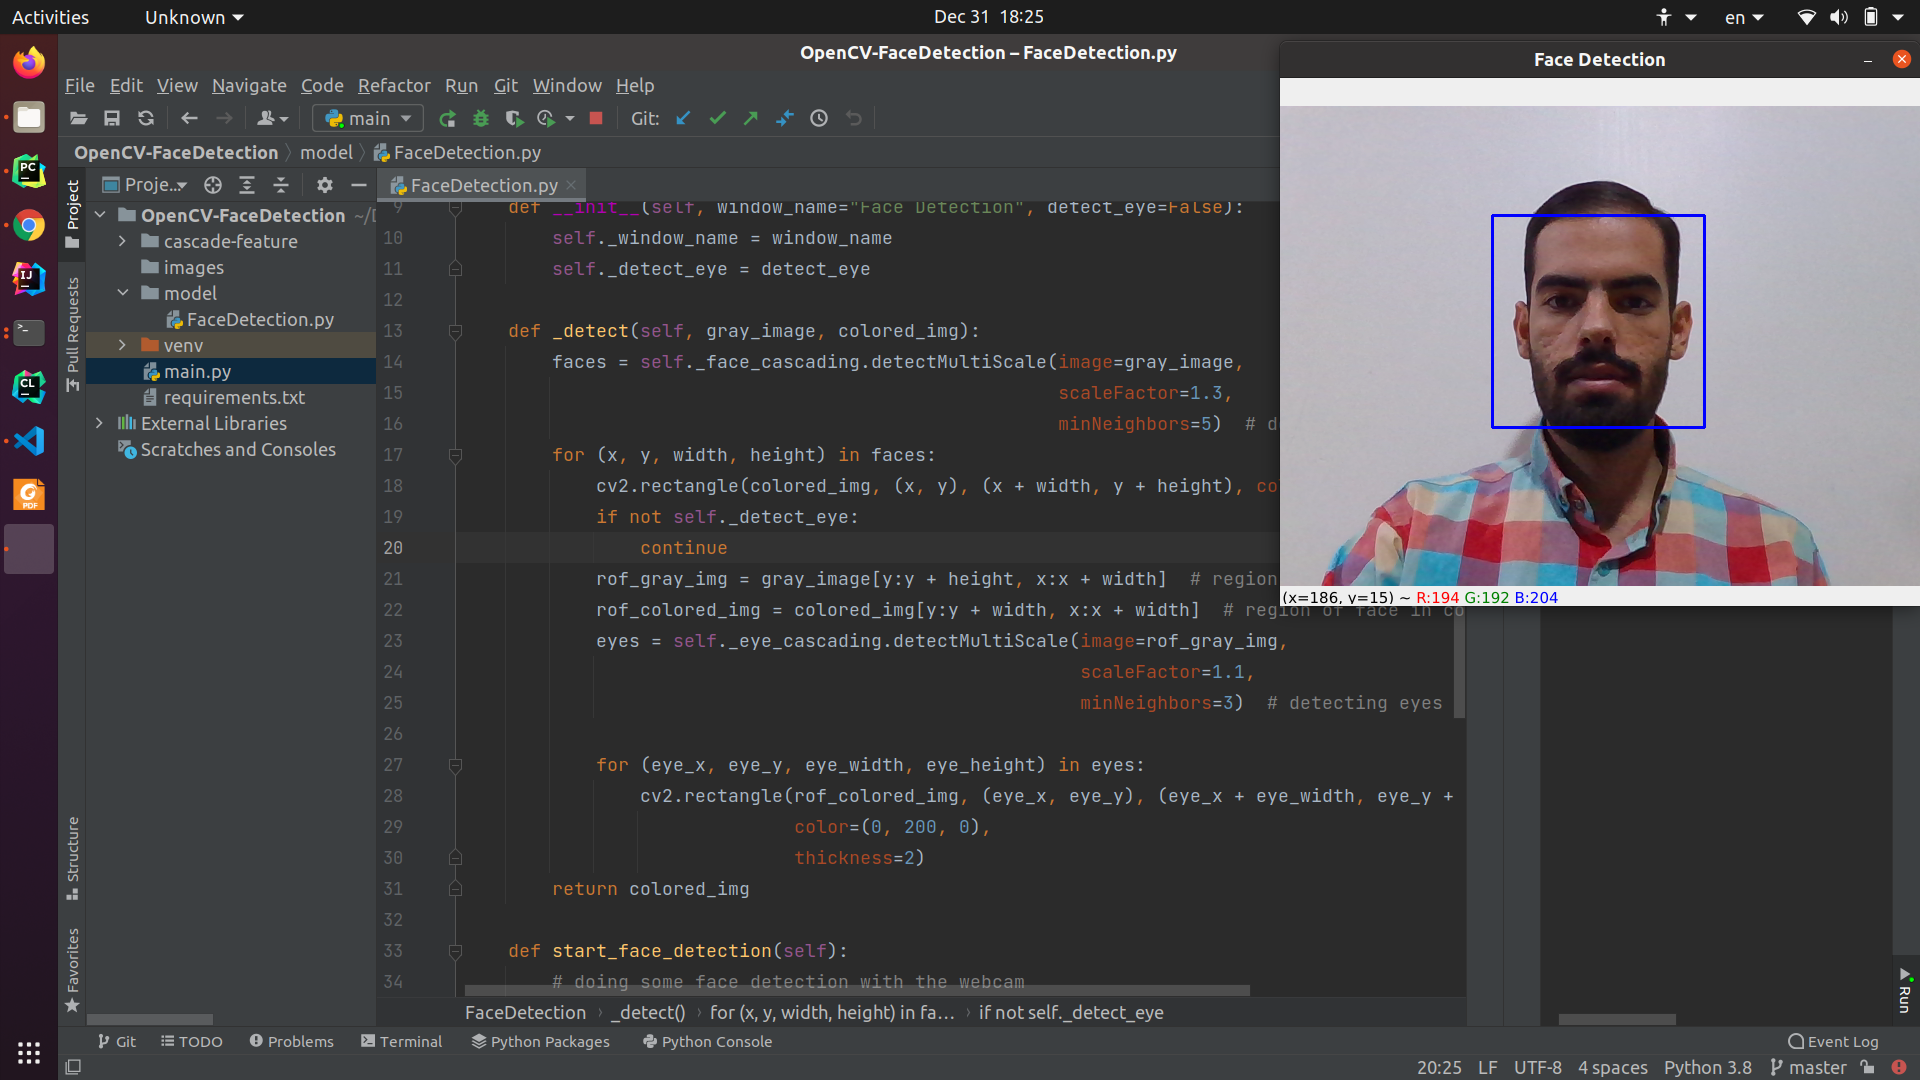 Activities
Unknown
Dec 31 18:25
en
OpenCV-FaceDetection – FaceDetection.py
File Edit View Navigate Code Refactor Run Git Window Help
main
Git:
OpenCV-FaceDetection
model
FaceDetection.py
Project
Pull Requests
Structure
Favorites
Proje...
OpenCV-FaceDetection ~/
cascade-feature
images
model
FaceDetection.py
venv
main.py
requirements.txt
External Libraries
Scratches and Consoles
FaceDetection.py
9 def __init__(self, window_name="Face Detection", detect_eye=False):
10 self._window_name = window_name
11 self._detect_eye = detect_eye
12
13 def _detect(self, gray_image, colored_img):
14 faces = self._face_cascading.detectMultiScale(image=gray_image,
15 scaleFactor=1.3,
16 minNeighbors=5) # d
17 for (x, y, width, height) in faces:
18 cv2.rectangle(colored_img, (x, y), (x + width, y + height), co
19 if not self._detect_eye:
20 continue
21 rof_gray_img = gray_image[y:y + height, x:x + width] # region
22 rof_colored_img = colored_img[y:y + width, x:x + width] # region of face in co
23 eyes = self._eye_cascading.detectMultiScale(image=rof_gray_img,
24 scaleFactor=1.1,
25 minNeighbors=3) # detecting eyes
26
27 for (eye_x, eye_y, eye_width, eye_height) in eyes:
28 cv2.rectangle(rof_colored_img, (eye_x, eye_y), (eye_x + eye_width, eye_y +
29 color=(0, 200, 0),
30 thickness=2)
31 return colored_img
32
33 def start_face_detection(self):
34 # doing some face detection with the webcam
FaceDetection › _detect() › for (x, y, width, height) in fa... › if not self._detect_eye
Face Detection
(x=186, y=15) ~ R:194 G:192 B:204
Run
Git
TODO
Problems
Terminal
Python Packages
Python Console
Event Log
20:25 LF UTF-8 4 spaces Python 3.8 master
PC
IJ
CL
PDF